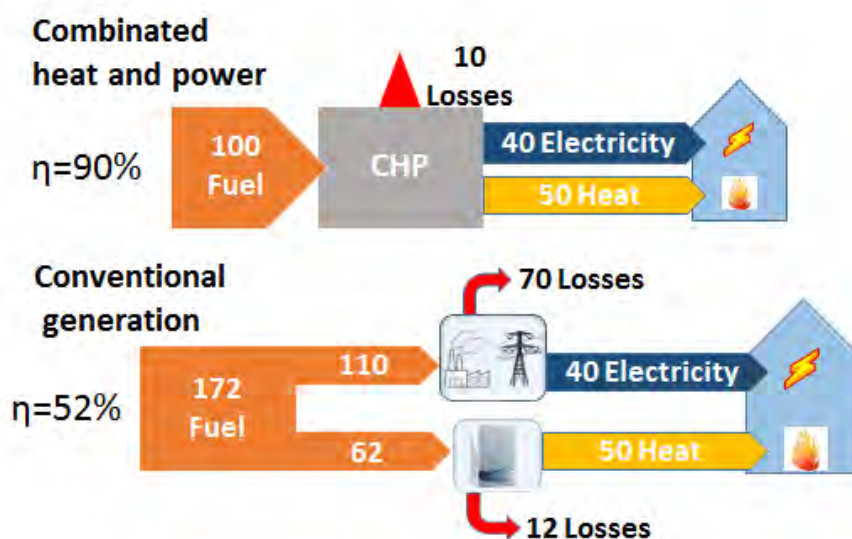 Combined
heat and power
η=90%
100
Fuel
CHP
10
Losses
40 Electricity
50 Heat
Conventional
generation
η=52%
172
Fuel
110
62
70 Losses
40 Electricity
50 Heat
12 Losses